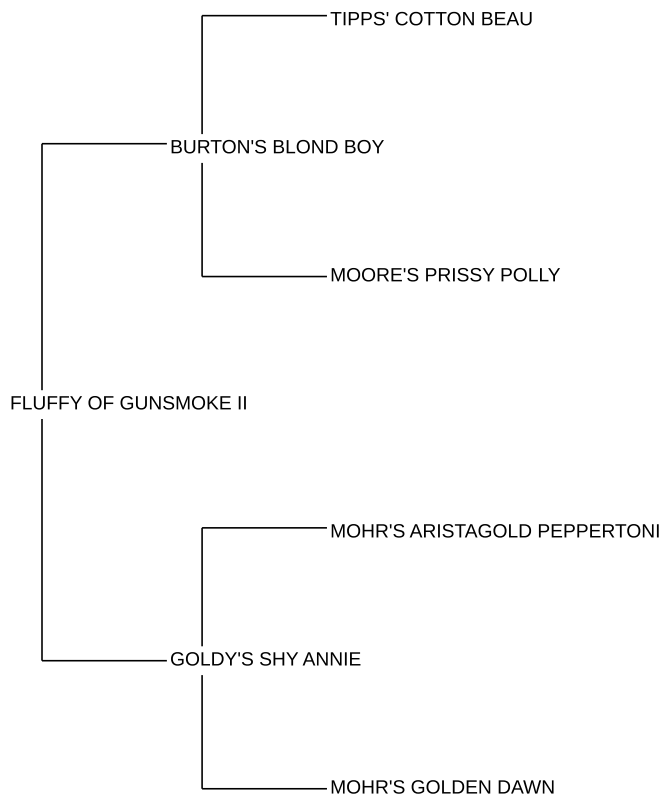 TIPPS' COTTON BEAU
BURTON'S BLOND BOY
MOORE'S PRISSY POLLY
FLUFFY OF GUNSMOKE II
MOHR'S ARISTAGOLD PEPPERTONI
GOLDY'S SHY ANNIE
MOHR'S GOLDEN DAWN